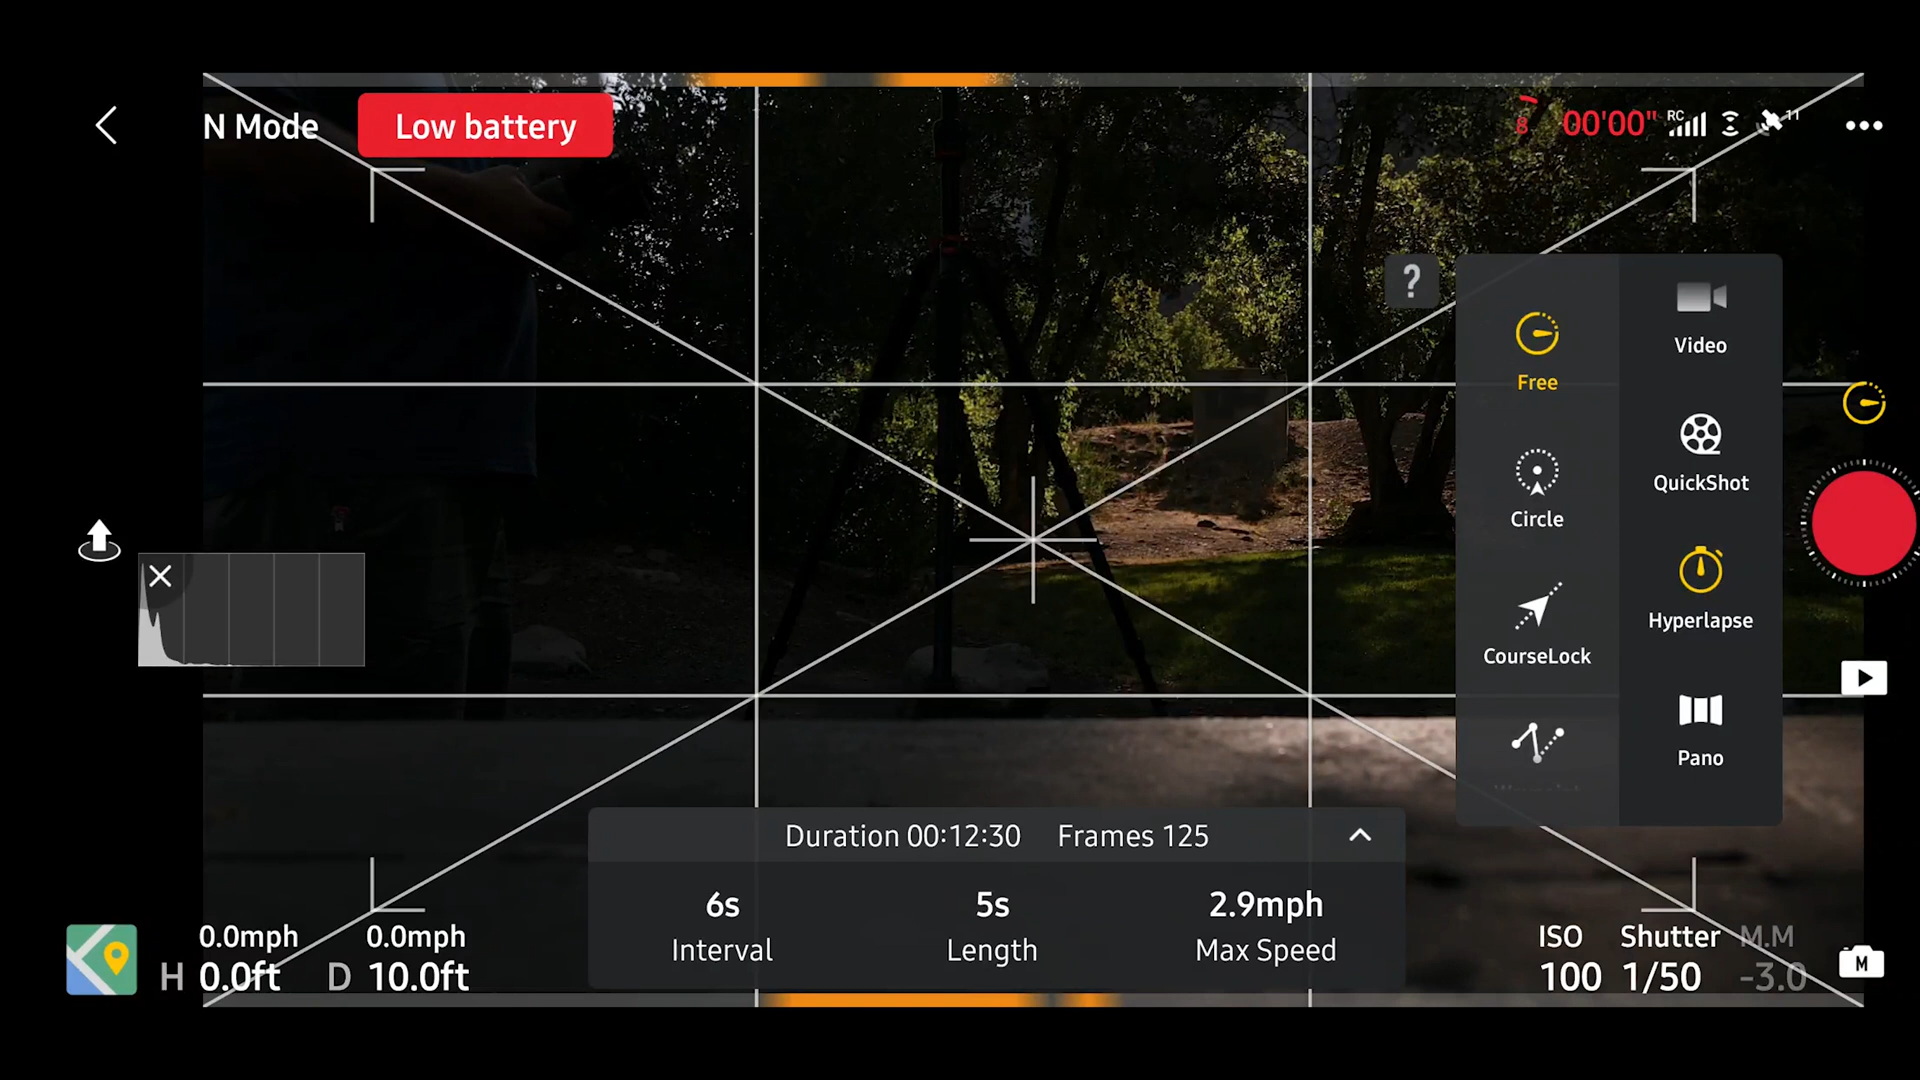 N Mode
Low battery
8
00'00"
RC
11
?
Free
Video
Circle
QuickShot
CourseLock
Hyperlapse
Pano
Duration 00:12:30 Frames 125
6s 5s 2.9mph
Interval Length Max Speed
0.0mph 0.0mph
H 0.0ft D 10.0ft
ISO Shutter M.M
100 1/50 -3.0
M